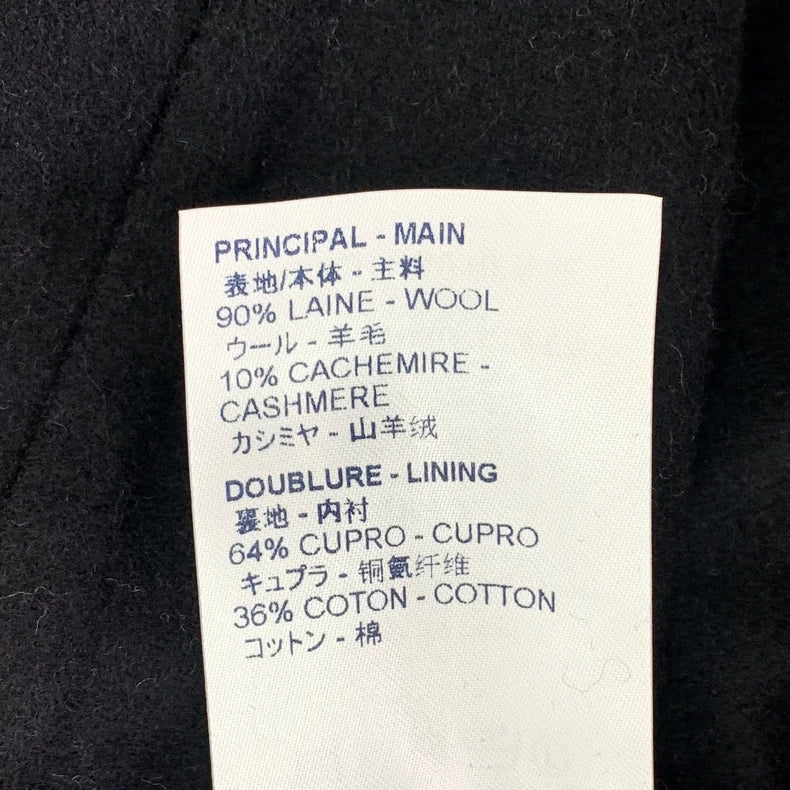 PRINCIPAL - MAIN
表地/本体 - 主料
90% LAINE - WOOL
ウール - 羊毛
10% CACHEMIRE -
CASHMERE
カシミヤ - 山羊绒
DOUBLURE - LINING
裏地 - 内衬
64% CUPRO - CUPRO
キュプラ - 铜氨纤维
36% COTON - COTTON
コットン - 棉